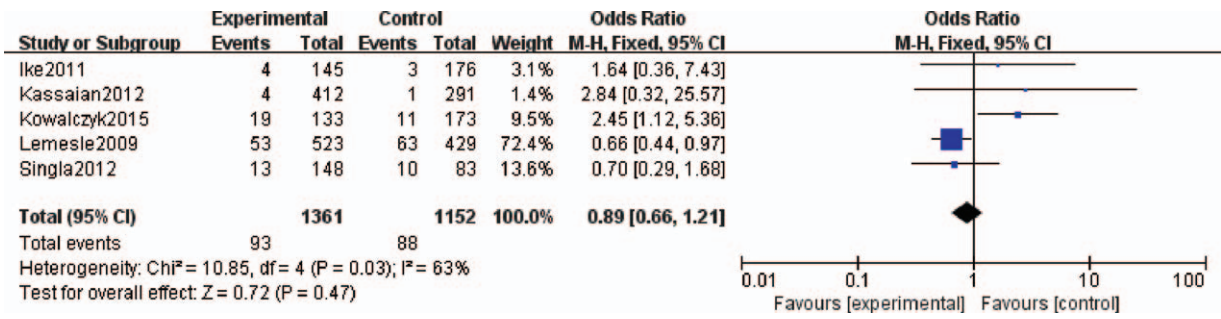 Experimental Control Odds Ratio Odds Ratio
Study or Subgroup Events Total Events Total Weight M-H, Fixed, 95% CI M-H, Fixed, 95% CI
Ike2011 4 145 3 176 3.1% 1.64 [0.36, 7.43]
Kassaian2012 4 412 1 291 1.4% 2.84 [0.32, 25.57]
Kowalczyk2015 19 133 11 173 9.5% 2.45 [1.12, 5.36]
Lemesle2009 53 523 63 429 72.4% 0.66 [0.44, 0.97]
Singla2012 13 148 10 83 13.6% 0.70 [0.29, 1.68]
Total (95% CI) 1361 1152 100.0% 0.89 [0.66, 1.21]
Total events 93 88
Heterogeneity: Chi² = 10.85, df = 4 (P = 0.03); I² = 63%
Test for overall effect: Z = 0.72 (P = 0.47)
0.01 0.1 1 10 100
Favours [experimental] Favours [control]